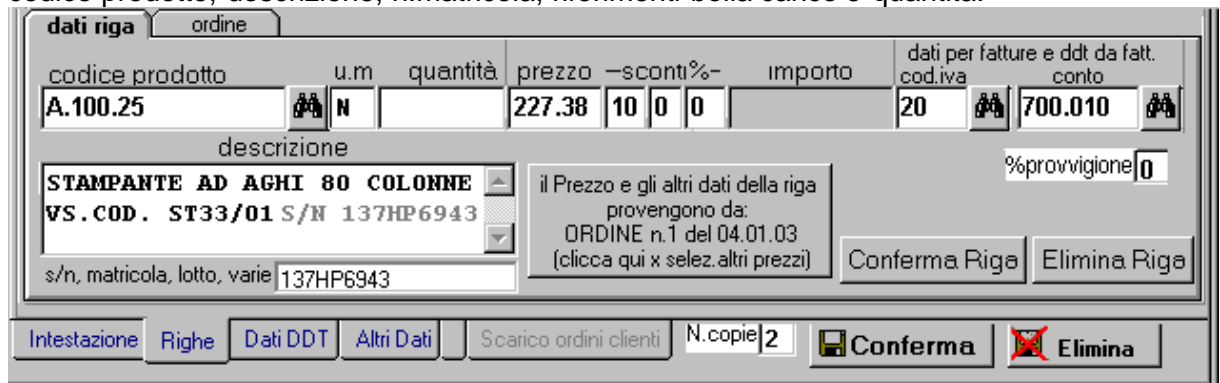 dati riga ordine
codice prodotto u.m quantità prezzo –sconti%– importo dati per fatture e ddt da fatt.
cod.iva conto
A.100.25 N 227.38 10 0 0 20 700.010
descrizione
%provvigione 0
STAMPANTE AD AGHI 80 COLONNE
VS.COD. ST33/01 S/N 137HP6943
il Prezzo e gli altri dati della riga
provengono da:
ORDINE n.1 del 04.01.03
(clicca qui x selez.altri prezzi)
Conferma Riga Elimina Riga
s/n, matricola, lotto, varie 137HP6943
Intestazione Righe Dati DDT Altri Dati Scarico ordini clienti N.copie 2 Conferma Elimina